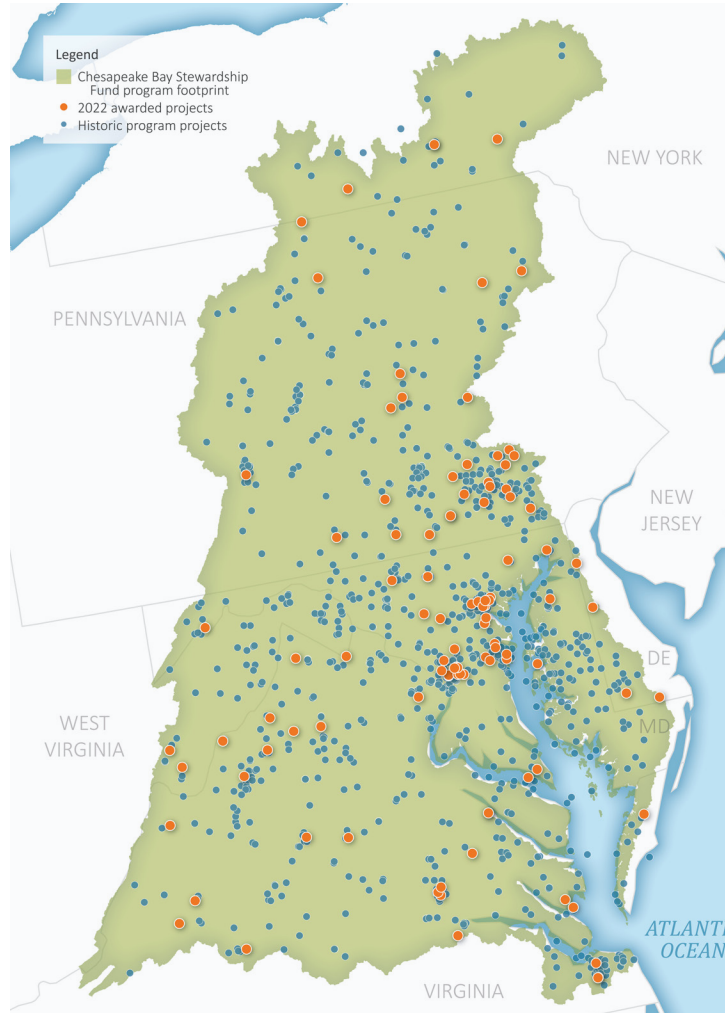 Legend
Chesapeake Bay Stewardship
Fund program footprint
2022 awarded projects
Historic program projects
NEW YORK
PENNSYLVANIA
NEW
JERSEY
DE
WEST
VIRGINIA
MD
ATLANTI
OCEAN
VIRGINIA